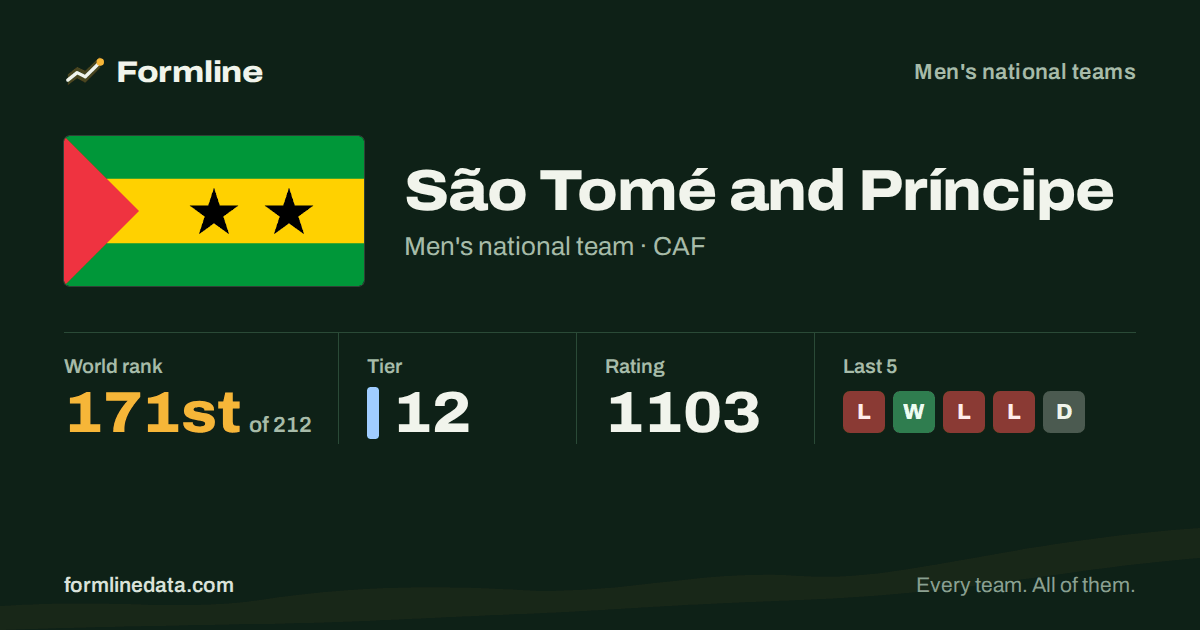 Formline
Men's national teams
São Tomé and Príncipe
Men's national team · CAF
World rank
171st of 212
Tier
12
Rating
1103
Last 5
L W L L D
formlinedata.com
Every team. All of them.